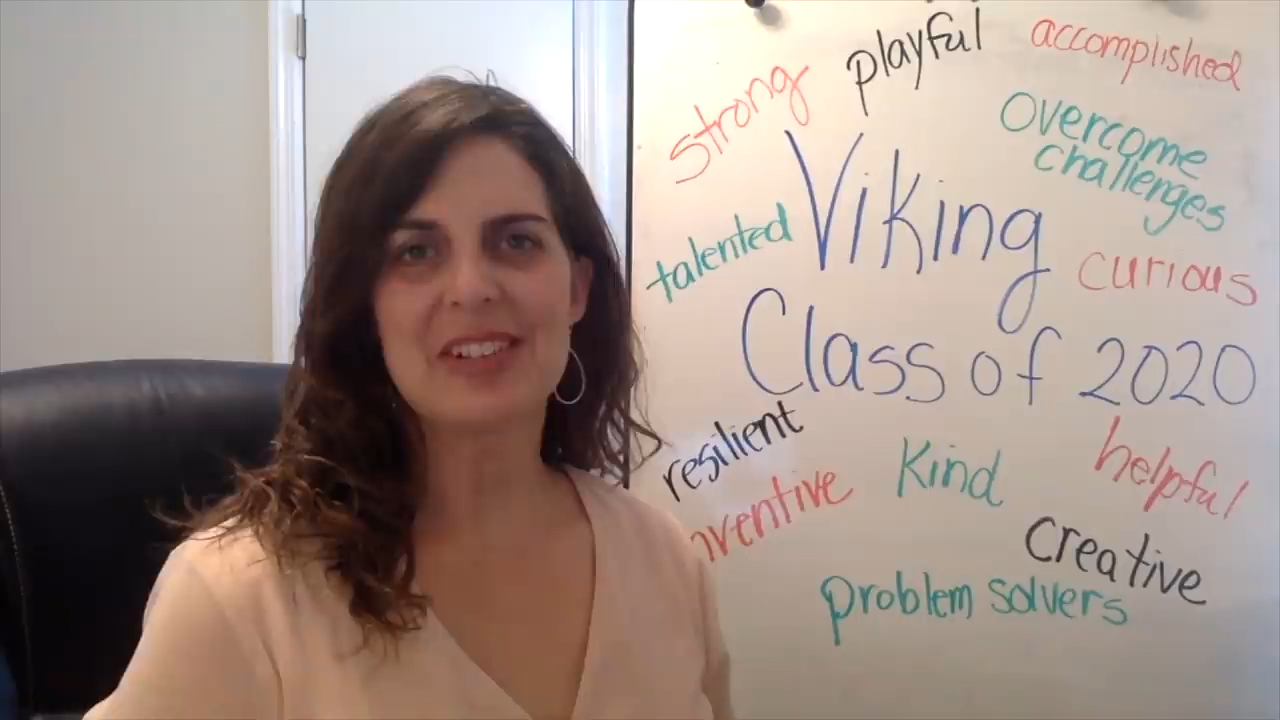 playful
accomplished
strong
overcome
challenges
Viking
talented
curious
Class of 2020
resilient
Kind
helpful
nventive
creative
problem solvers